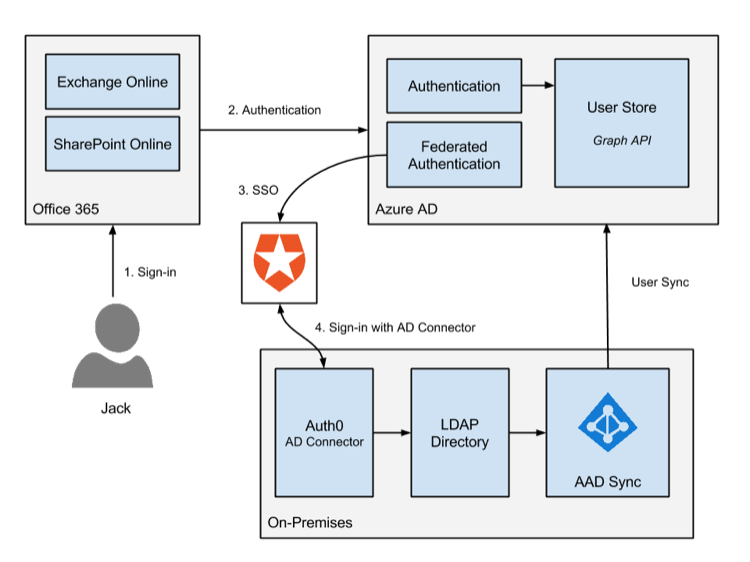 Exchange Online
SharePoint Online
Office 365
2. Authentication
Authentication
User Store
Graph API
Federated
Authentication
Azure AD
3. SSO
1. Sign-in
User Sync
4. Sign-in with AD Connector
Jack
Auth0
AD Connector
LDAP
Directory
AAD Sync
On-Premises